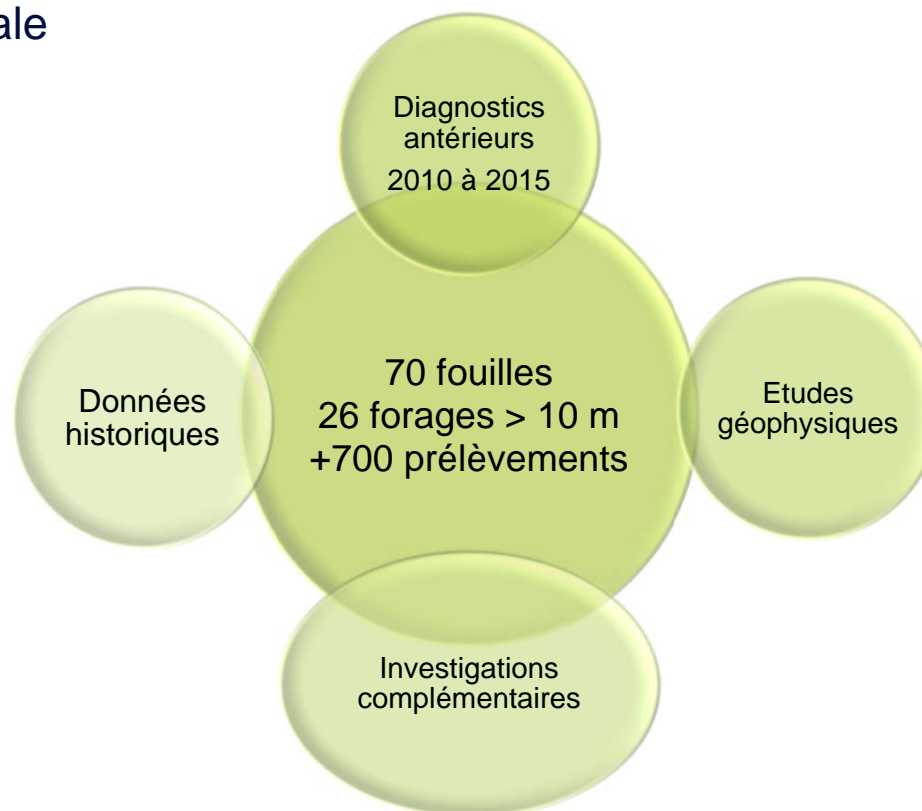 ale
Diagnostics
antérieurs
2010 à 2015
70 fouilles
26 forages > 10 m
+700 prélèvements
Données
historiques
Etudes
géophysiques
Investigations
complémentaires